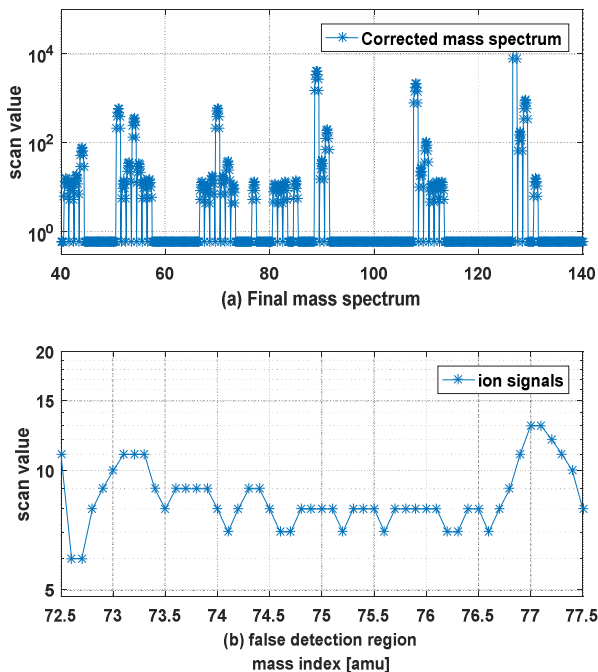 10^4
Corrected mass spectrum
scan value
10^2
10^0
40 60 80 100 120 140
(a) Final mass spectrum
20
ion signals
15
scan value
10
5
72.5 73 73.5 74 74.5 75 75.5 76 76.5 77 77.5
(b) false detection region
mass index [amu]